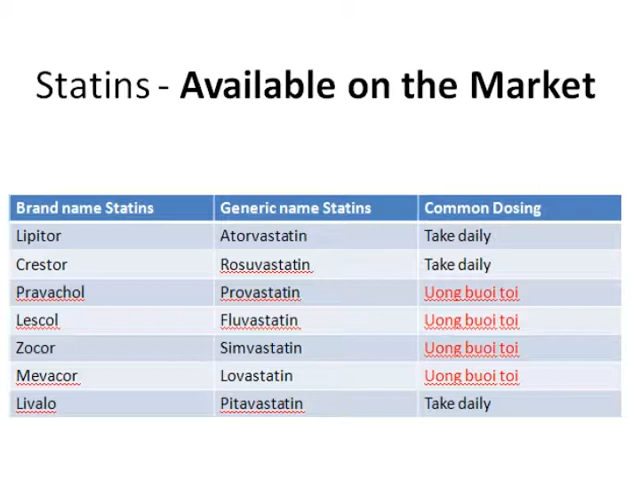 Statins - Available on the Market
Brand name Statins Generic name Statins Common Dosing
Lipitor Atorvastatin Take daily
Crestor Rosuvastatin Take daily
Pravachol Provastatin Uong buoi toi
Lescol Fluvastatin Uong buoi toi
Zocor Simvastatin Uong buoi toi
Mevacor Lovastatin Uong buoi toi
Livalo Pitavastatin Take daily